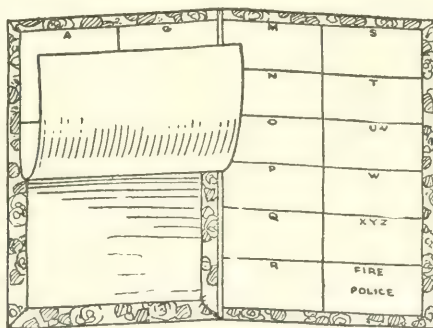 A G
M S
N T
O UV
P W
Q XYZ
R FIRE
POLICE